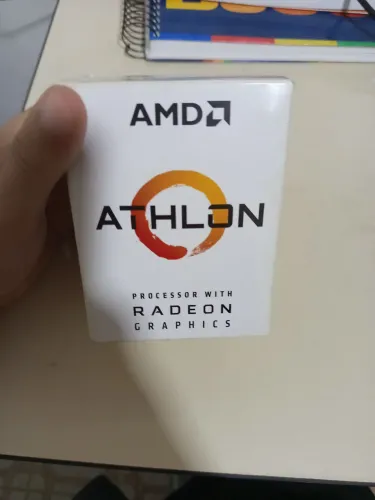 AMD
ATHLON
PROCESSOR WITH
RADEON
GRAPHICS